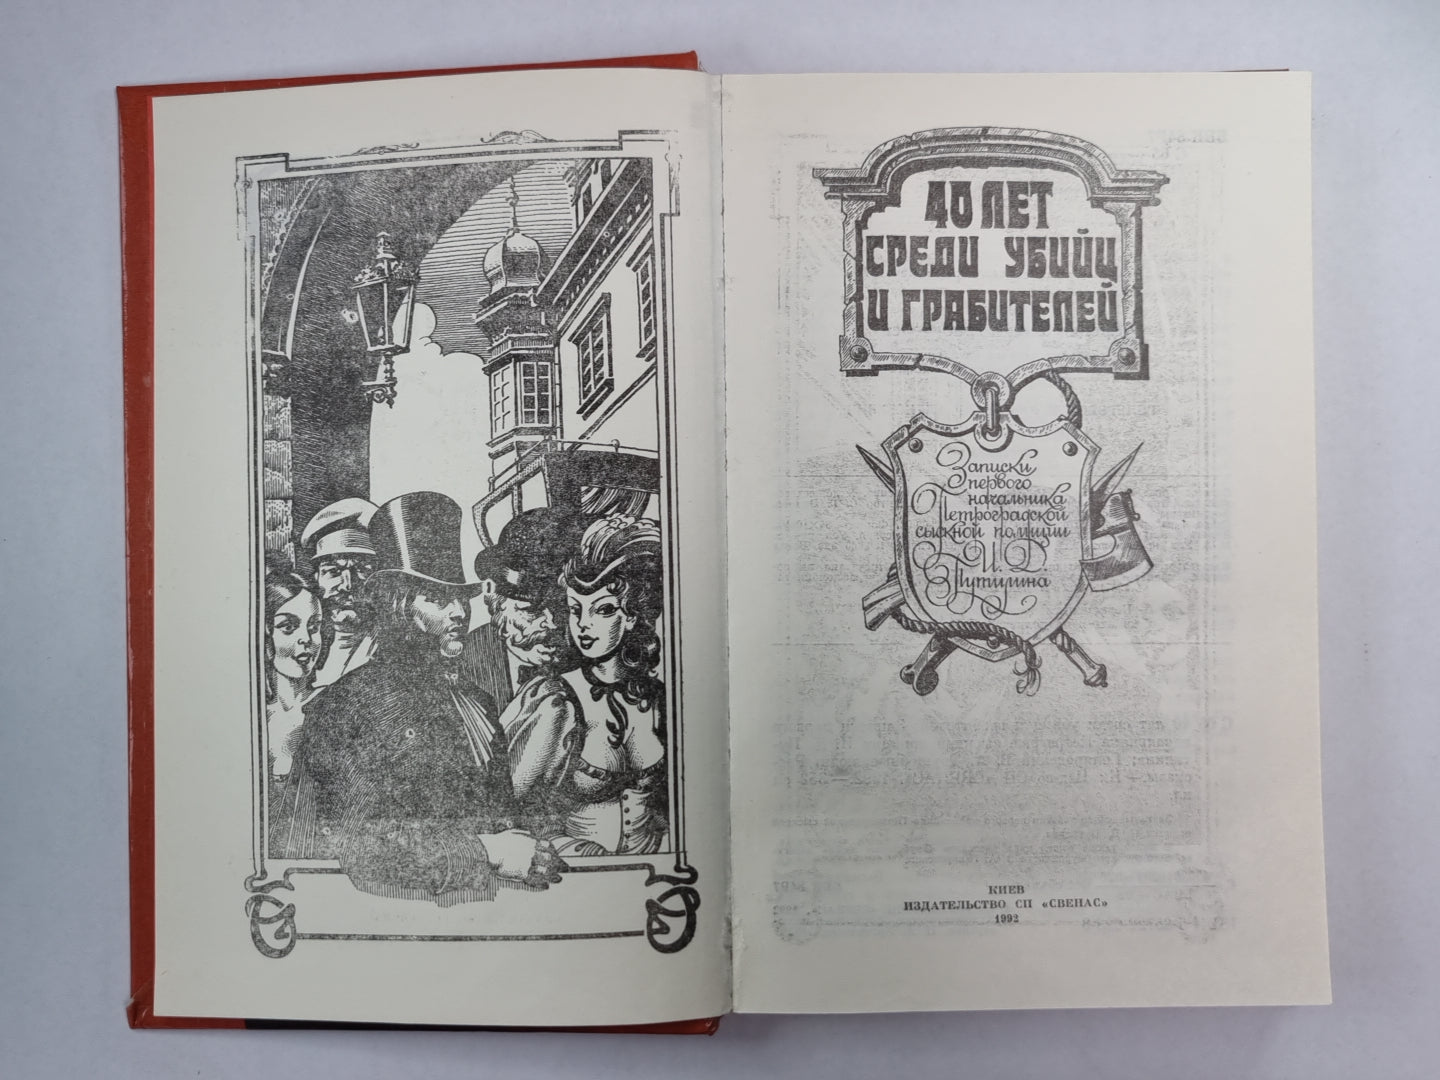 40 ЛЕТ
СРЕДИ УБИЙЦ
И ГРАБИТЕЛЕЙ
Записки
первого
начальника
Петроградской
сыскной полиции
И. Д.
Путилина
КИЕВ
ИЗДАТЕЛЬСТВО СП «СВЕНАС»
1992